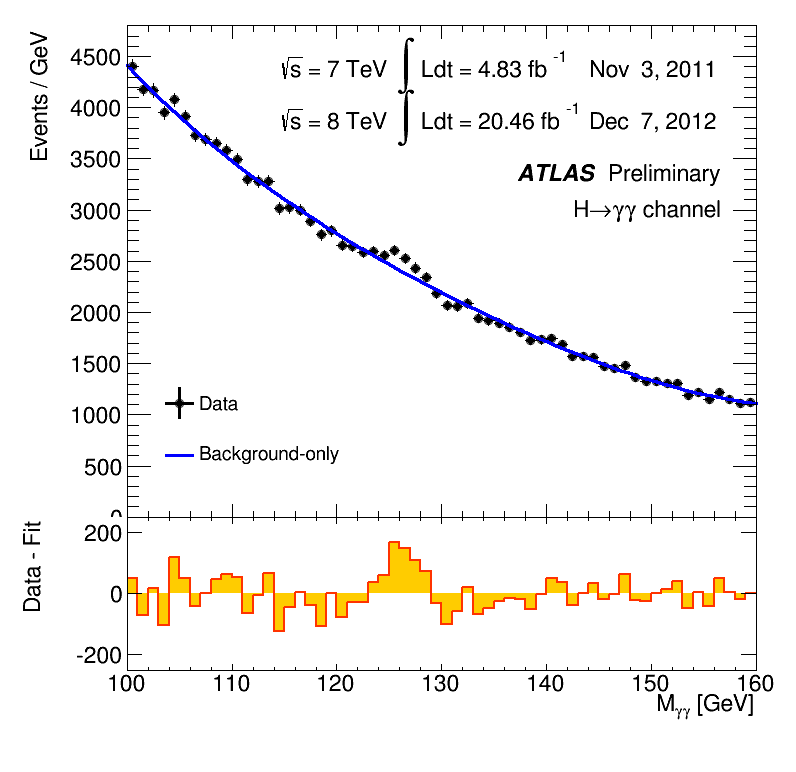 Events / GeV
4500
4000
3500
3000
2500
2000
1500
1000
500
0
√s = 7 TeV ∫ Ldt = 4.83 fb⁻¹ Nov 3, 2011
√s = 8 TeV ∫ Ldt = 20.46 fb⁻¹ Dec 7, 2012
ATLAS Preliminary
H→γγ channel
Data
Background-only
Data - Fit
200
0
-200
100 110 120 130 140 150 160
Mγγ [GeV]